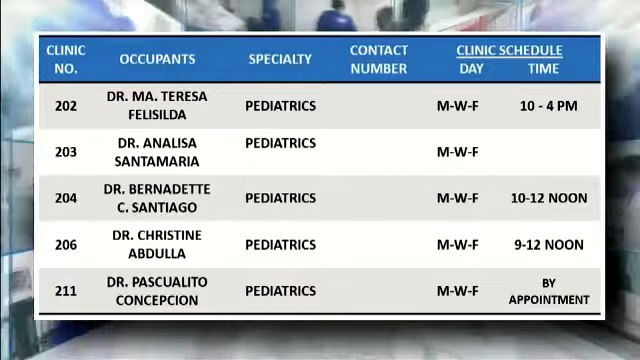 CLINIC NO. OCCUPANTS SPECIALTY CONTACT NUMBER CLINIC SCHEDULE DAY TIME
202 DR. MA. TERESA FELISILDA PEDIATRICS M-W-F 10 - 4 PM
203 DR. ANALISA SANTAMARIA PEDIATRICS M-W-F
204 DR. BERNADETTE C. SANTIAGO PEDIATRICS M-W-F 10-12 NOON
206 DR. CHRISTINE ABDULLA PEDIATRICS M-W-F 9-12 NOON
211 DR. PASCUALITO CONCEPCION PEDIATRICS M-W-F BY APPOINTMENT